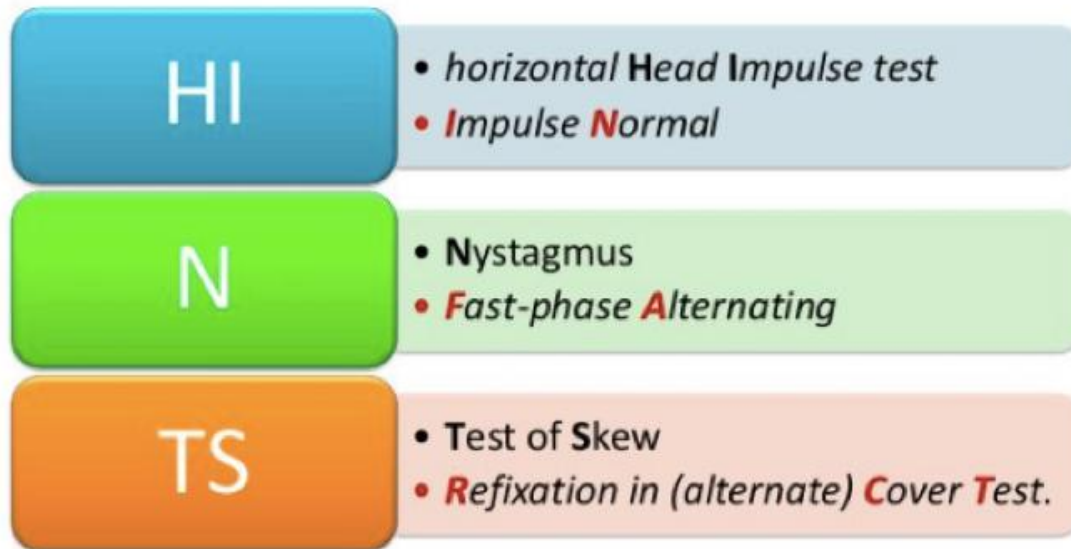 HI
• horizontal Head Impulse test
• Impulse Normal
N
• Nystagmus
• Fast-phase Alternating
TS
• Test of Skew
• Refixation in (alternate) Cover Test.